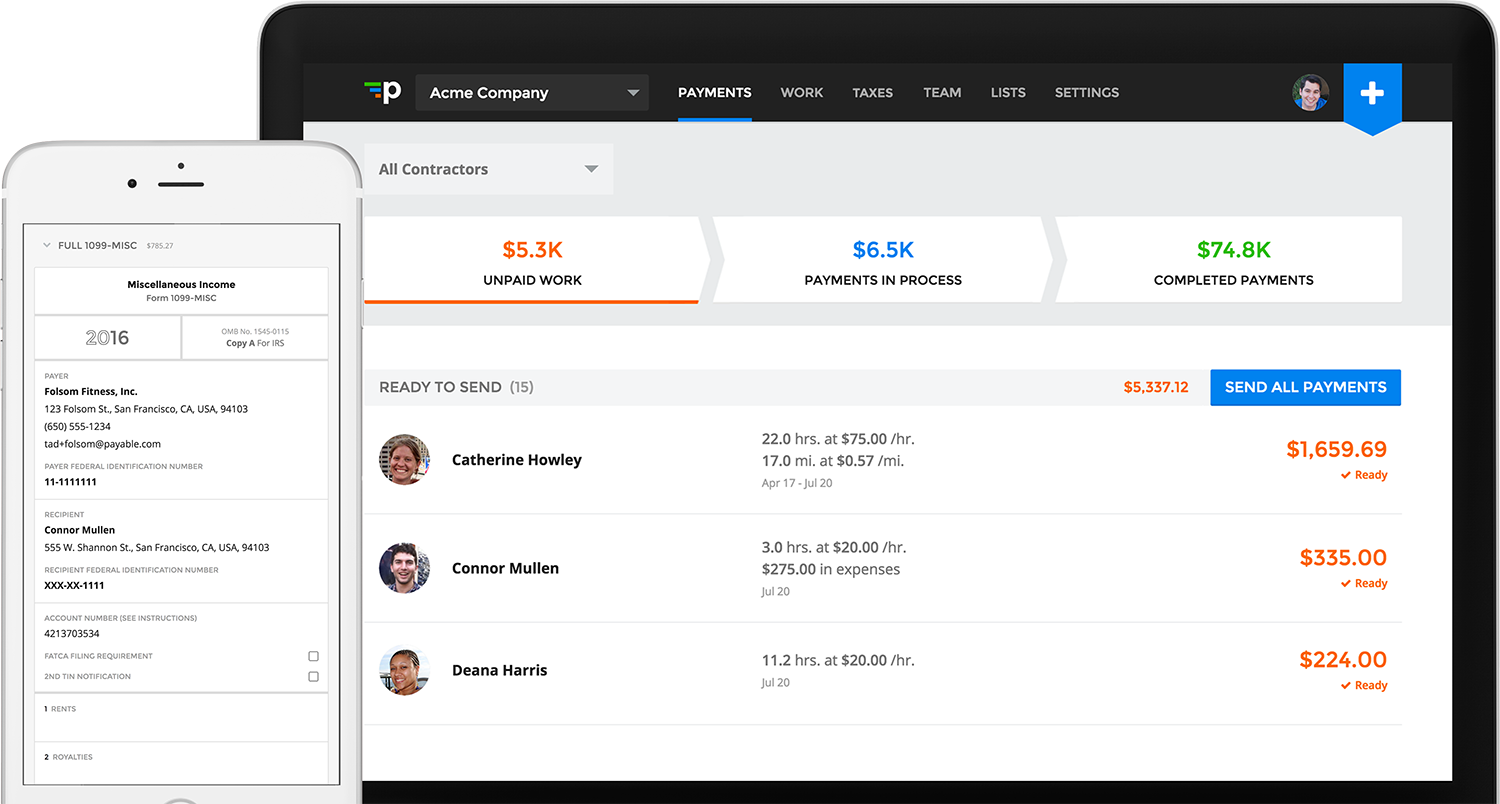 p
Acme Company
PAYMENTS
WORK
TAXES
TEAM
LISTS
SETTINGS
All Contractors
$5.3K
UNPAID WORK
$6.5K
PAYMENTS IN PROCESS
$74.8K
COMPLETED PAYMENTS
READY TO SEND (15)
$5,337.12
SEND ALL PAYMENTS
Catherine Howley
22.0 hrs. at $75.00 /hr.
17.0 mi. at $0.57 /mi.
Apr 17 - Jul 20
$1,659.69
Ready
Connor Mullen
3.0 hrs. at $20.00 /hr.
$275.00 in expenses
Jul 20
$335.00
Ready
Deana Harris
11.2 hrs. at $20.00 /hr.
Jul 20
$224.00
Ready
FULL 1099-MISC $785.27
Miscellaneous Income
Form 1099-MISC
2016
OMB No. 1545-0115
Copy A For IRS
PAYER
Folsom Fitness, Inc.
123 Folsom St., San Francisco, CA, USA, 94103
(650) 555-1234
tad+folsom@payable.com
PAYER FEDERAL IDENTIFICATION NUMBER
11-1111111
RECIPIENT
Connor Mullen
555 W. Shannon St., San Francisco, CA, USA, 94103
RECIPIENT FEDERAL IDENTIFICATION NUMBER
XXX-XX-1111
ACCOUNT NUMBER (SEE INSTRUCTIONS)
4213703534
FATCA FILING REQUIREMENT
2ND TIN NOTIFICATION
1 RENTS
2 ROYALTIES